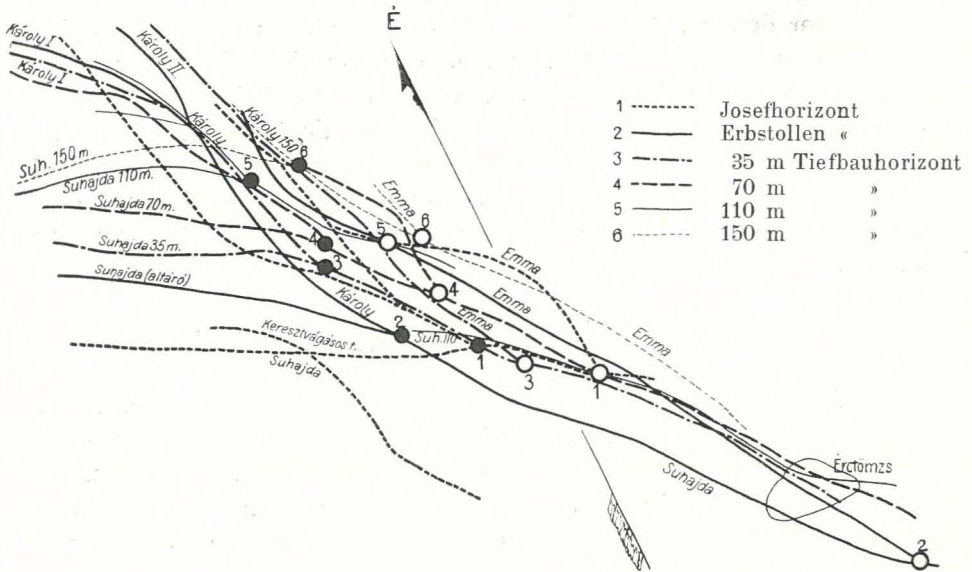 É
1 Josefhorizont
2 Erbstollen «
3 35 m Tiefbauhorizont
4 70 m »
5 110 m »
6 150 m »
Károly I
Károly I
Károly II.
Károly
Károly 150
6
5
Suh. 150 m
Suhajda 110 m.
Suhajda 70 m.
Suhajda 35 m.
Suhajda (altáró)
4
3
Károly
2
Keresztvágásos t.
Suhajda
Suh. 110
1
Emma
6
5
4
Emma
Emma
Emma
Emma
3
1
Suhajda
Érctömzs
2